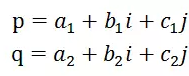 p = a₁ + b₁i + c₁j
q = a₂ + b₂i + c₂j